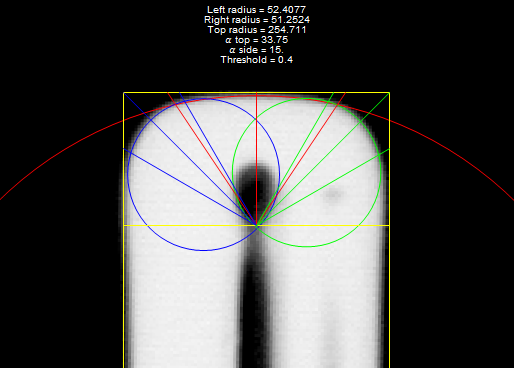 Left radius = 52.4077
Right radius = 51.2524
Top radius = 254.711
α top = 33.75
α side = 15.
Threshold = 0.4